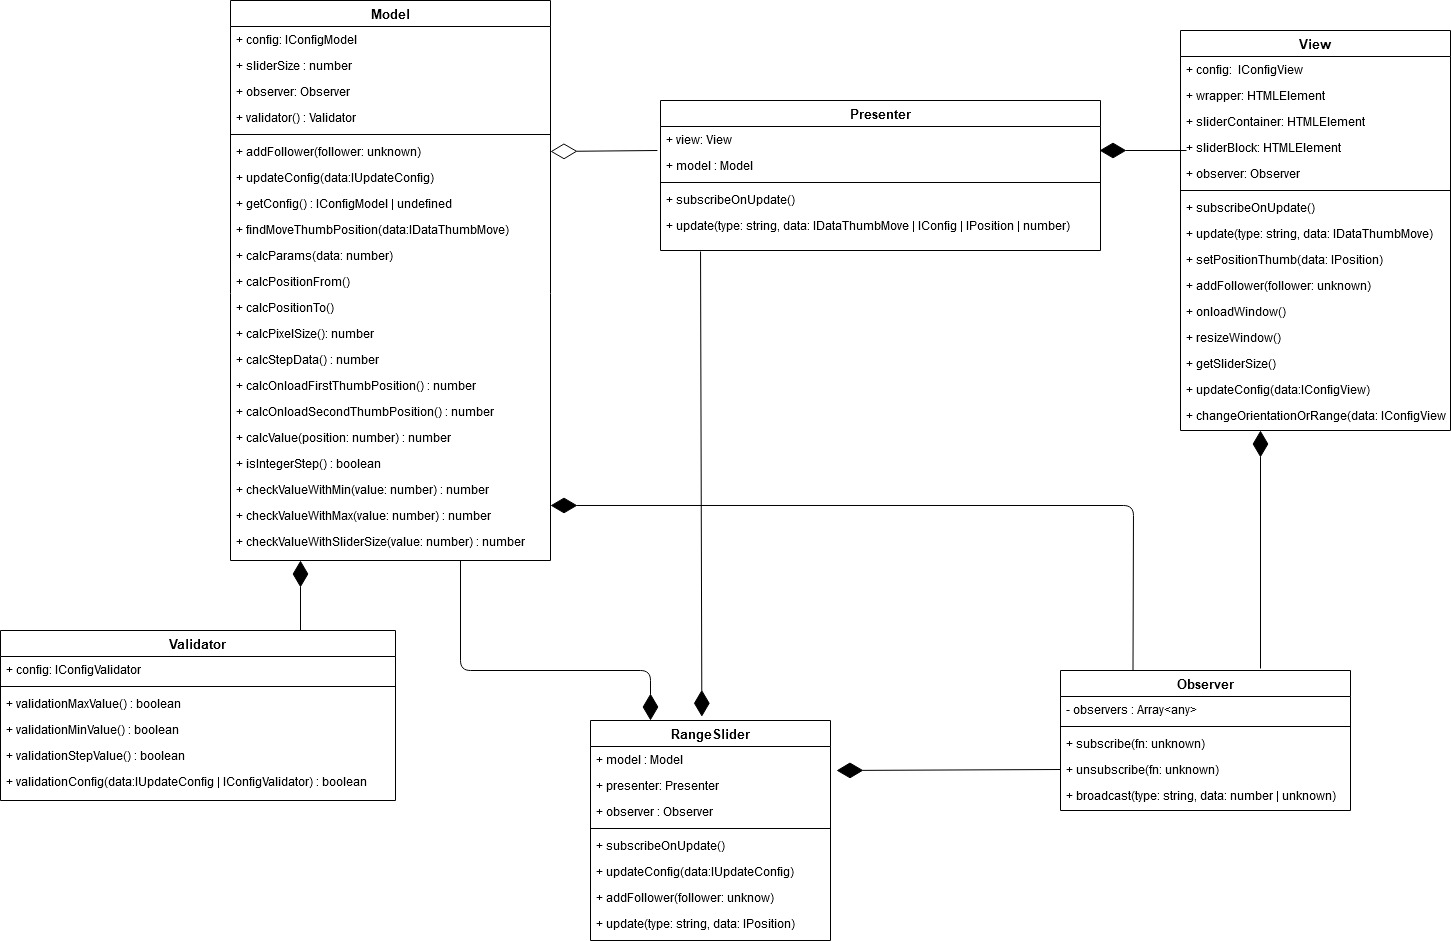 Model
+ config: IConfigModel
+ sliderSize : number
+ observer: Observer
+ validator() : Validator
+ addFollower(follower: unknown)
+ updateConfig(data:IUpdateConfig)
+ getConfig() : IConfigModel | undefined
+ findMoveThumbPosition(data:IDataThumbMove)
+ calcParams(data: number)
+ calcPositionFrom()
+ calcPositionTo()
+ calcPixelSize(): number
+ calcStepData() : number
+ calcOnloadFirstThumbPosition() : number
+ calcOnloadSecondThumbPosition() : number
+ calcValue(position: number) : number
+ isIntegerStep() : boolean
+ checkValueWithMin(value: number) : number
+ checkValueWithMax(value: number) : number
+ checkValueWithSliderSize(value: number) : number
Presenter
+ view: View
+ model : Model
+ subscribeOnUpdate()
+ update(type: string, data: IDataThumbMove | IConfig | IPosition | number)
View
+ config:  IConfigView
+ wrapper: HTMLElement
+ sliderContainer: HTMLElement
+ sliderBlock: HTMLElement
+ observer: Observer
+ subscribeOnUpdate()
+ update(type: string, data: IDataThumbMove)
+ setPositionThumb(data: IPosition)
+ addFollower(follower: unknown)
+ onloadWindow()
+ resizeWindow()
+ getSliderSize()
+ updateConfig(data:IConfigView)
+ changeOrientationOrRange(data: IConfigView
Validator
+ config: IConfigValidator
+ validationMaxValue() : boolean
+ validationMinValue() : boolean
+ validationStepValue() : boolean
+ validationConfig(data:IUpdateConfig | IConfigValidator) : boolean
RangeSlider
+ model : Model
+ presenter: Presenter
+ observer : Observer
+ subscribeOnUpdate()
+ updateConfig(data:IUpdateConfig)
+ addFollower(follower: unknow)
+ update(type: string, data: IPosition)
Observer
- observers : Array<any>
+ subscribe(fn: unknown)
+ unsubscribe(fn: unknown)
+ broadcast(type: string, data: number | unknown)